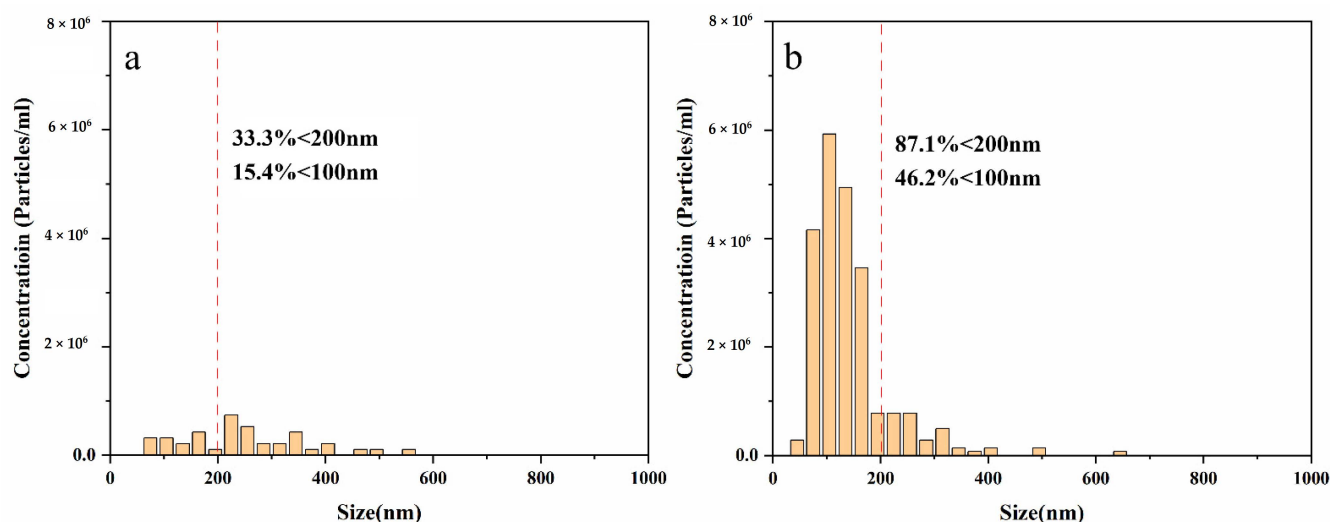 a
8 × 10⁶
6 × 10⁶
4 × 10⁶
2 × 10⁶
0.0
Concentratioin (Particles/ml)
33.3%<200nm
15.4%<100nm
0 200 400 600 800 1000
Size(nm)
b
8 × 10⁶
6 × 10⁶
4 × 10⁶
2 × 10⁶
0.0
Concentratioin (Particles/ml)
87.1%<200nm
46.2%<100nm
0 200 400 600 800 1000
Size(nm)